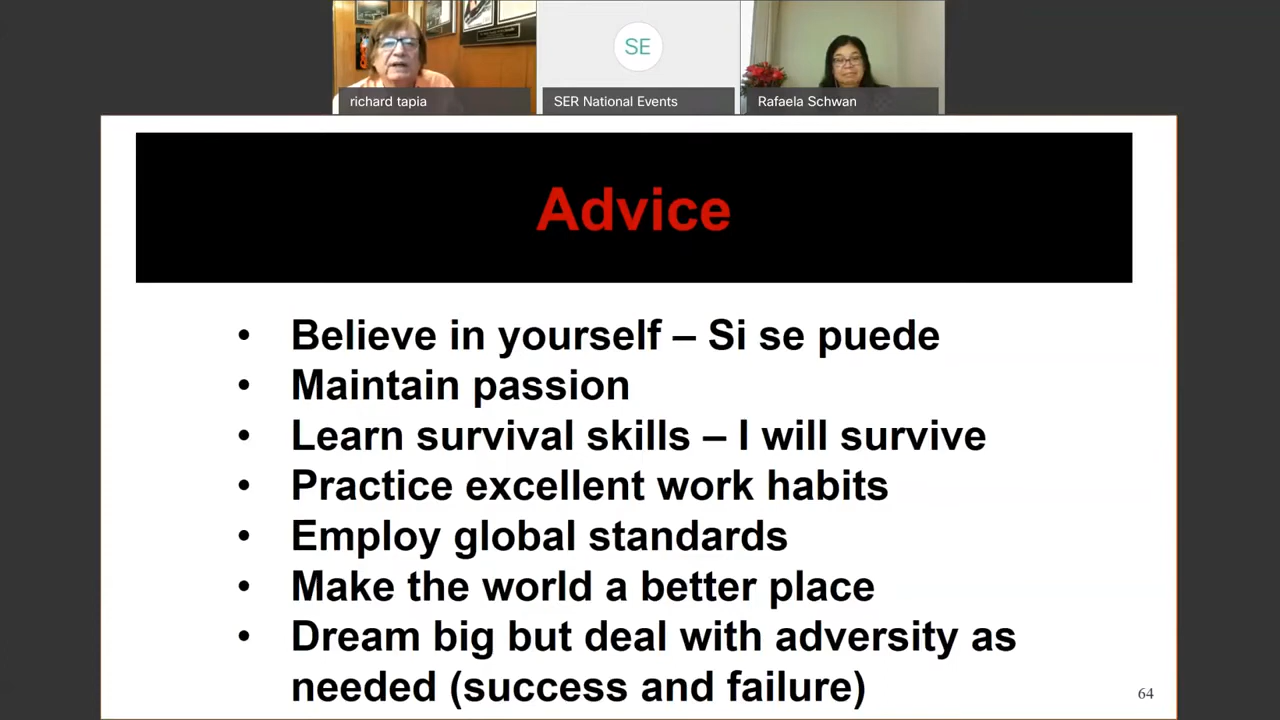 SE
richard tapia
SER National Events
Rafaela Schwan
Advice
• Believe in yourself – Si se puede
• Maintain passion
• Learn survival skills – I will survive
• Practice excellent work habits
• Employ global standards
• Make the world a better place
• Dream big but deal with adversity as
needed (success and failure)
64